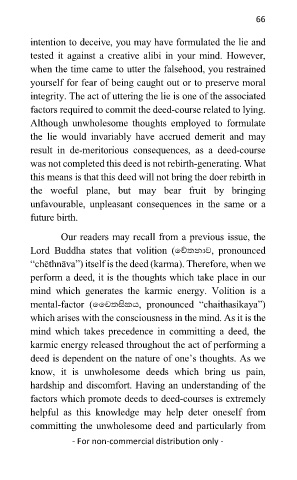 66
intention to deceive, you may have formulated the lie and
tested it against a creative alibi in your mind. However,
when the time came to utter the falsehood, you restrained
yourself for fear of being caught out or to preserve moral
integrity. The act of uttering the lie is one of the associated
factors required to commit the deed-course related to lying.
Although unwholesome thoughts employed to formulate
the lie would invariably have accrued demerit and may
result in de-meritorious consequences, as a deed-course
was not completed this deed is not rebirth-generating. What
this means is that this deed will not bring the doer rebirth in
the woeful plane, but may bear fruit by bringing
unfavourable, unpleasant consequences in the same or a
future birth.
Our readers may recall from a previous issue, the
Lord Buddha states that volition (චේතනාව, pronounced
“chēthnāva”) itself is the deed (karma). Therefore, when we
perform a deed, it is the thoughts which take place in our
mind which generates the karmic energy. Volition is a
mental-factor (චෛතසිකය, pronounced “chaithasikaya”)
which arises with the consciousness in the mind. As it is the
mind which takes precedence in committing a deed, the
karmic energy released throughout the act of performing a
deed is dependent on the nature of one’s thoughts. As we
know, it is unwholesome deeds which bring us pain,
hardship and discomfort. Having an understanding of the
factors which promote deeds to deed-courses is extremely
helpful as this knowledge may help deter oneself from
committing the unwholesome deed and particularly from
- For non-commercial distribution only -